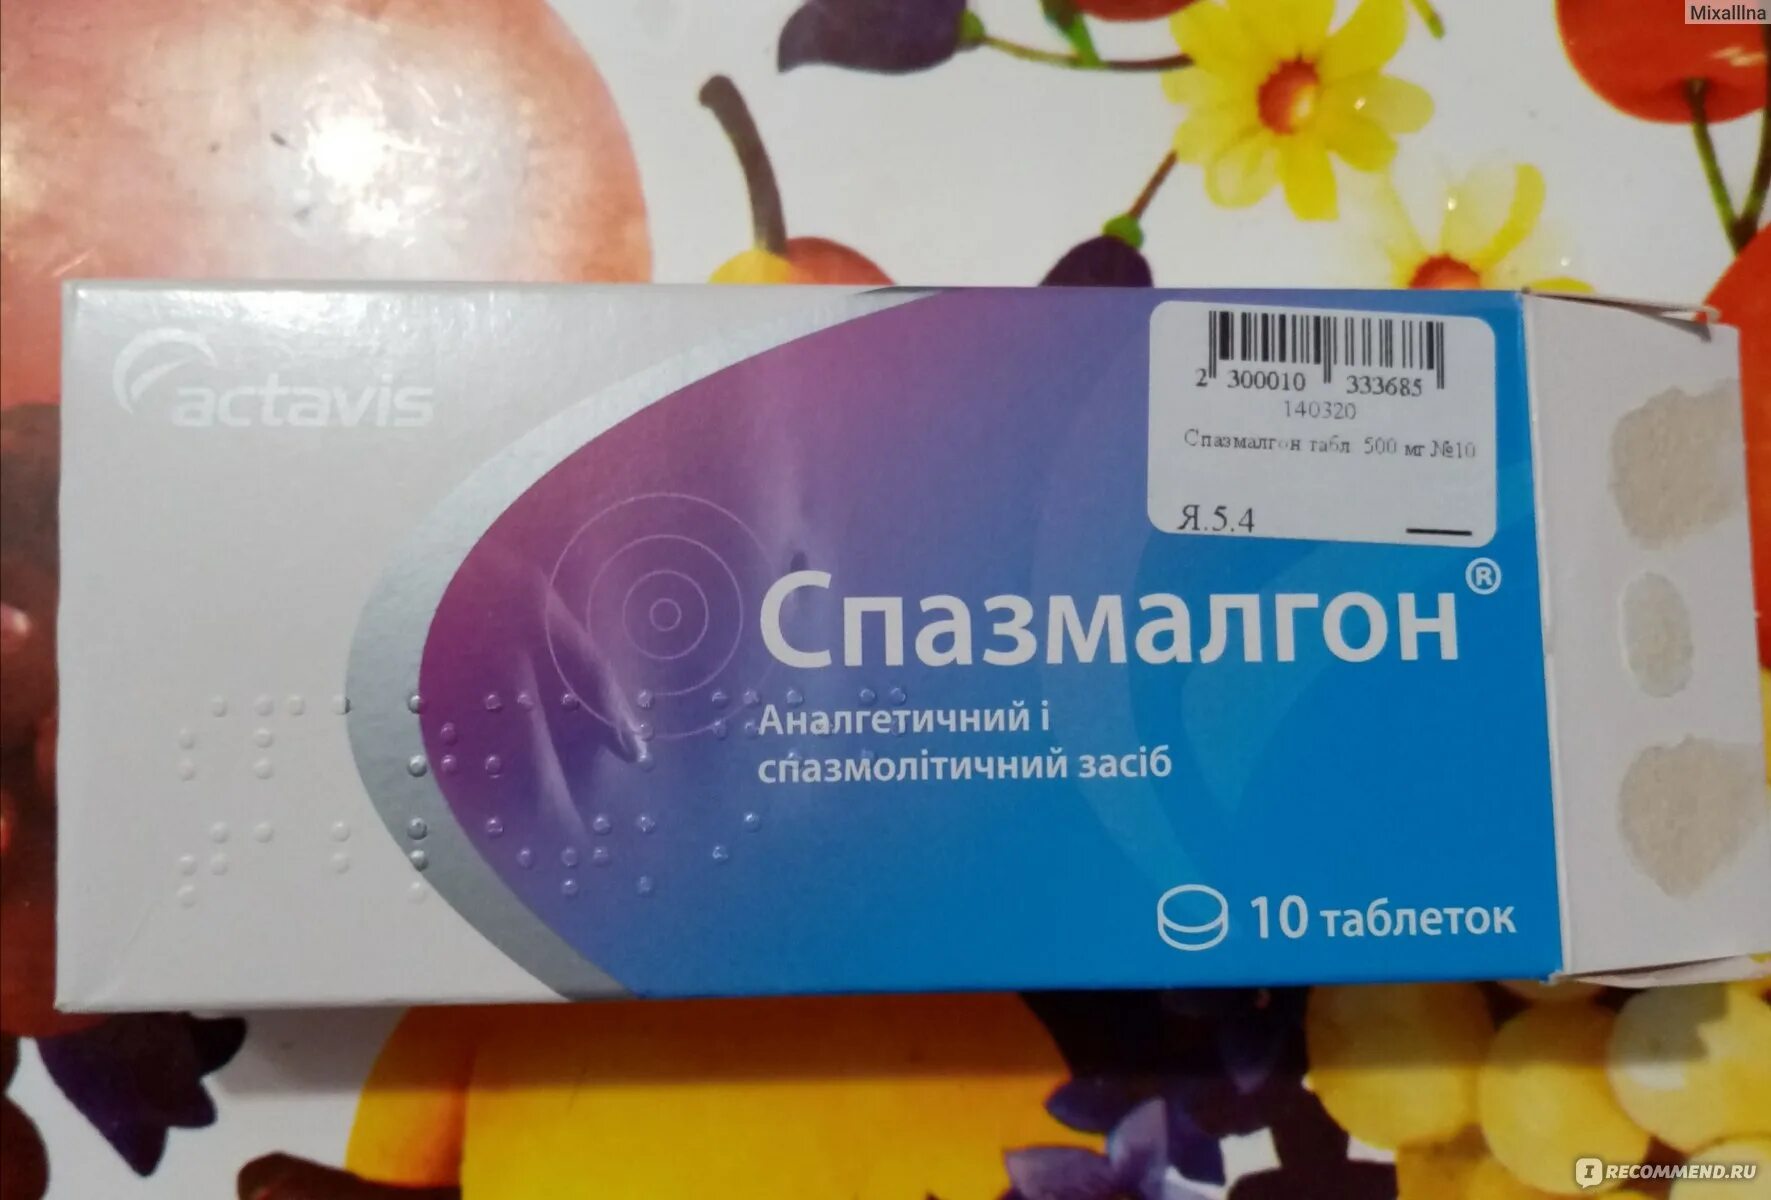 Mixalllna
actavis
2 300010 333685
140320
Спазмалгон табл 500 мг №10
Я.5.4
Спазмалгон®
Аналгетичний і
спазмолітичний засіб
10 таблеток
I RECOMMEND.RU